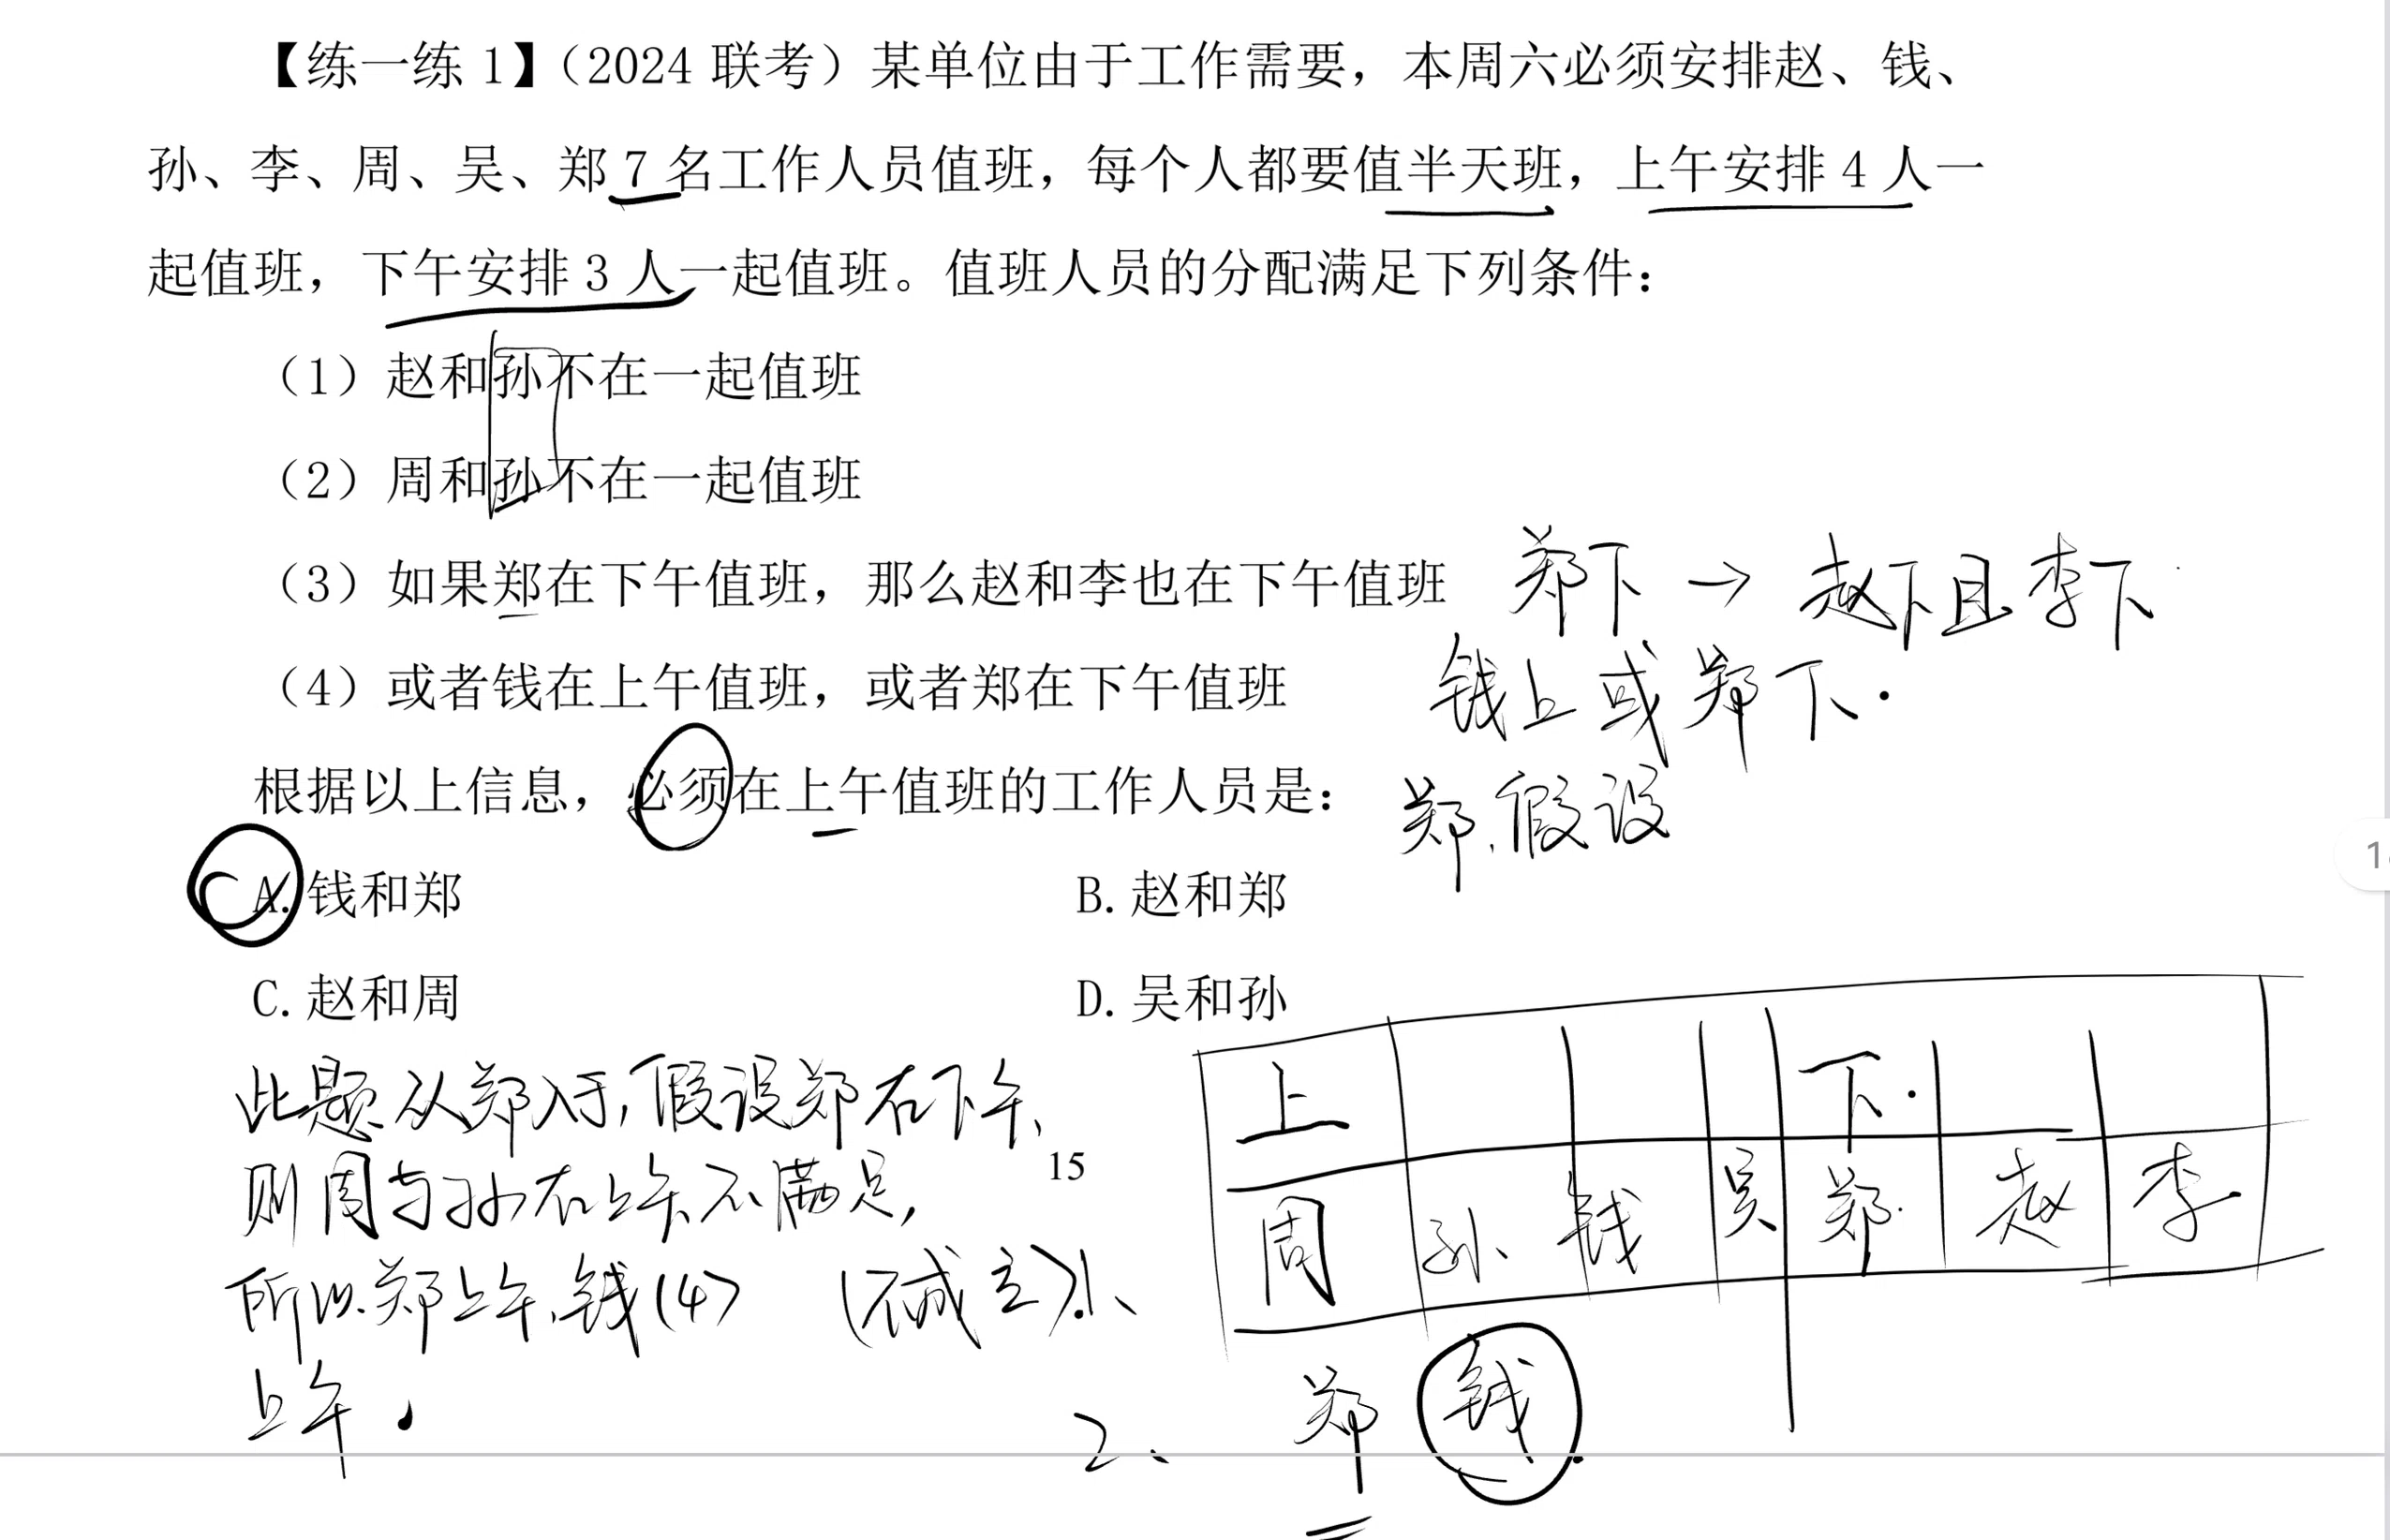 【练一练 1】（2024 联考）某单位由于工作需要，本周六必须安排赵、钱、
孙、李、周、吴、郑 7 名工作人员值班，每个人都要值半天班，上午安排 4 人一
起值班，下午安排 3 人一起值班。值班人员的分配满足下列条件：
（1）赵和孙不在一起值班
（2）周和孙不在一起值班
（3）如果郑在下午值班，那么赵和李也在下午值班
郑下 → 赵下且李下
（4）或者钱在上午值班，或者郑在下午值班
钱上或郑下.
根据以上信息，必须在上午值班的工作人员是：
郑.假设
A. 钱和郑
B. 赵和郑
C. 赵和周
D. 吴和孙
此题从郑入手，假设郑在下午、
则周与孙在上午不满足，
所以郑上午、钱(4)
上午.
15
(不成立)1、
上 下.
周 孙、 钱 吴 郑. 赵 李.
2、 郑 钱
1